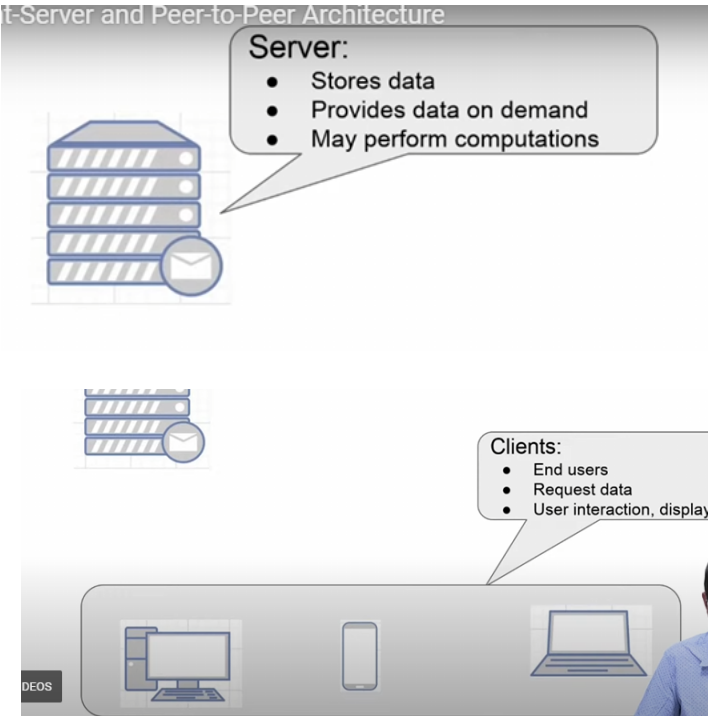 t-Server and Peer-to-Peer Architecture
Server:
● Stores data
● Provides data on demand
● May perform computations
Clients:
● End users
● Request data
● User interaction, display
DEOS